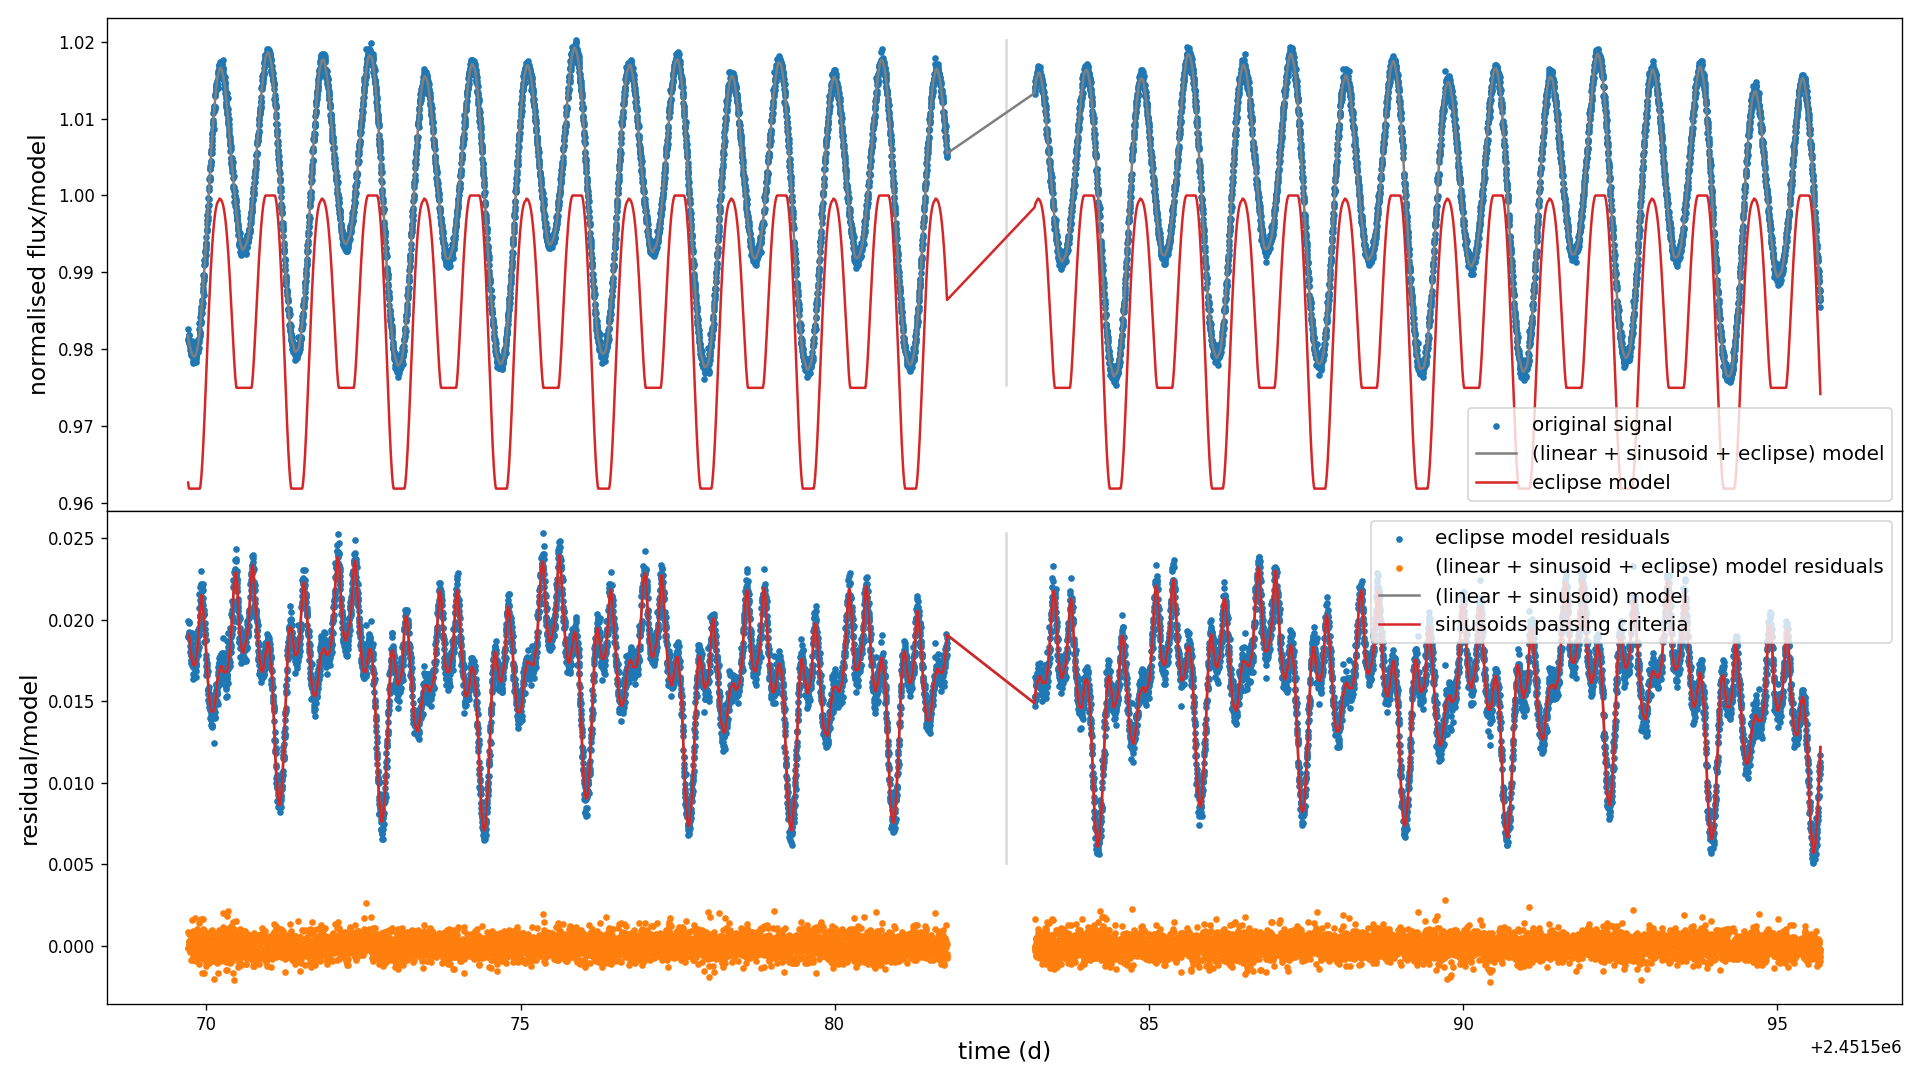 1.02
1.01
1.00
0.99
0.98
0.97
0.96
normalised flux/model
original signal
(linear + sinusoid + eclipse) model
eclipse model
0.025
0.020
0.015
0.010
0.005
0.000
residual/model
eclipse model residuals
(linear + sinusoid + eclipse) model residuals
(linear + sinusoid) model
sinusoids passing criteria
70 75 80 85 90 95
time (d)
+2.4515e6